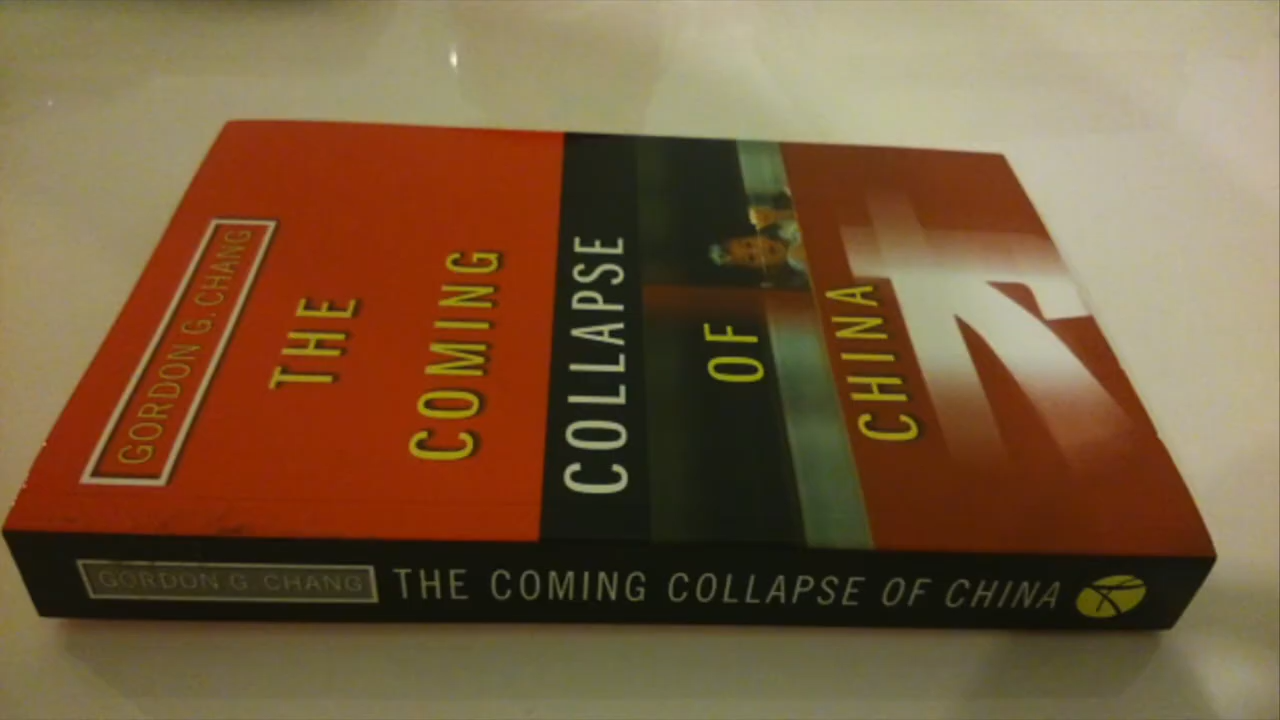 GORDON G. CHANG
THE
COMING
COLLAPSE
OF
CHINA
GORDON G. CHANG THE COMING COLLAPSE OF CHINA